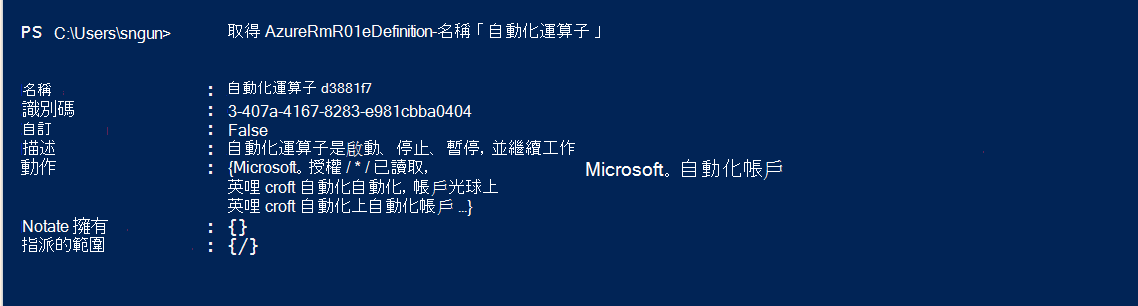 PS C:\Users\sngun> 取得 AzureRmR01eDefinition-名稱「自動化運算子」
名稱 : 自動化運算子 d3881f7
識別碼 : 3-407a-4167-8283-e981cbba0404
自訂 : False
描述 : 自動化運算子是啟動、停止、暫停, 並繼續工作
動作 : {Microsoft。授權 / * / 已讀取, Microsoft。自動化帳戶
英哩 croft 自動化自動化, 帳戶光球上
英哩 croft 自動化上自動化帳戶 ...}
Notate 擁有 : {}
指派的範圍 : {/}